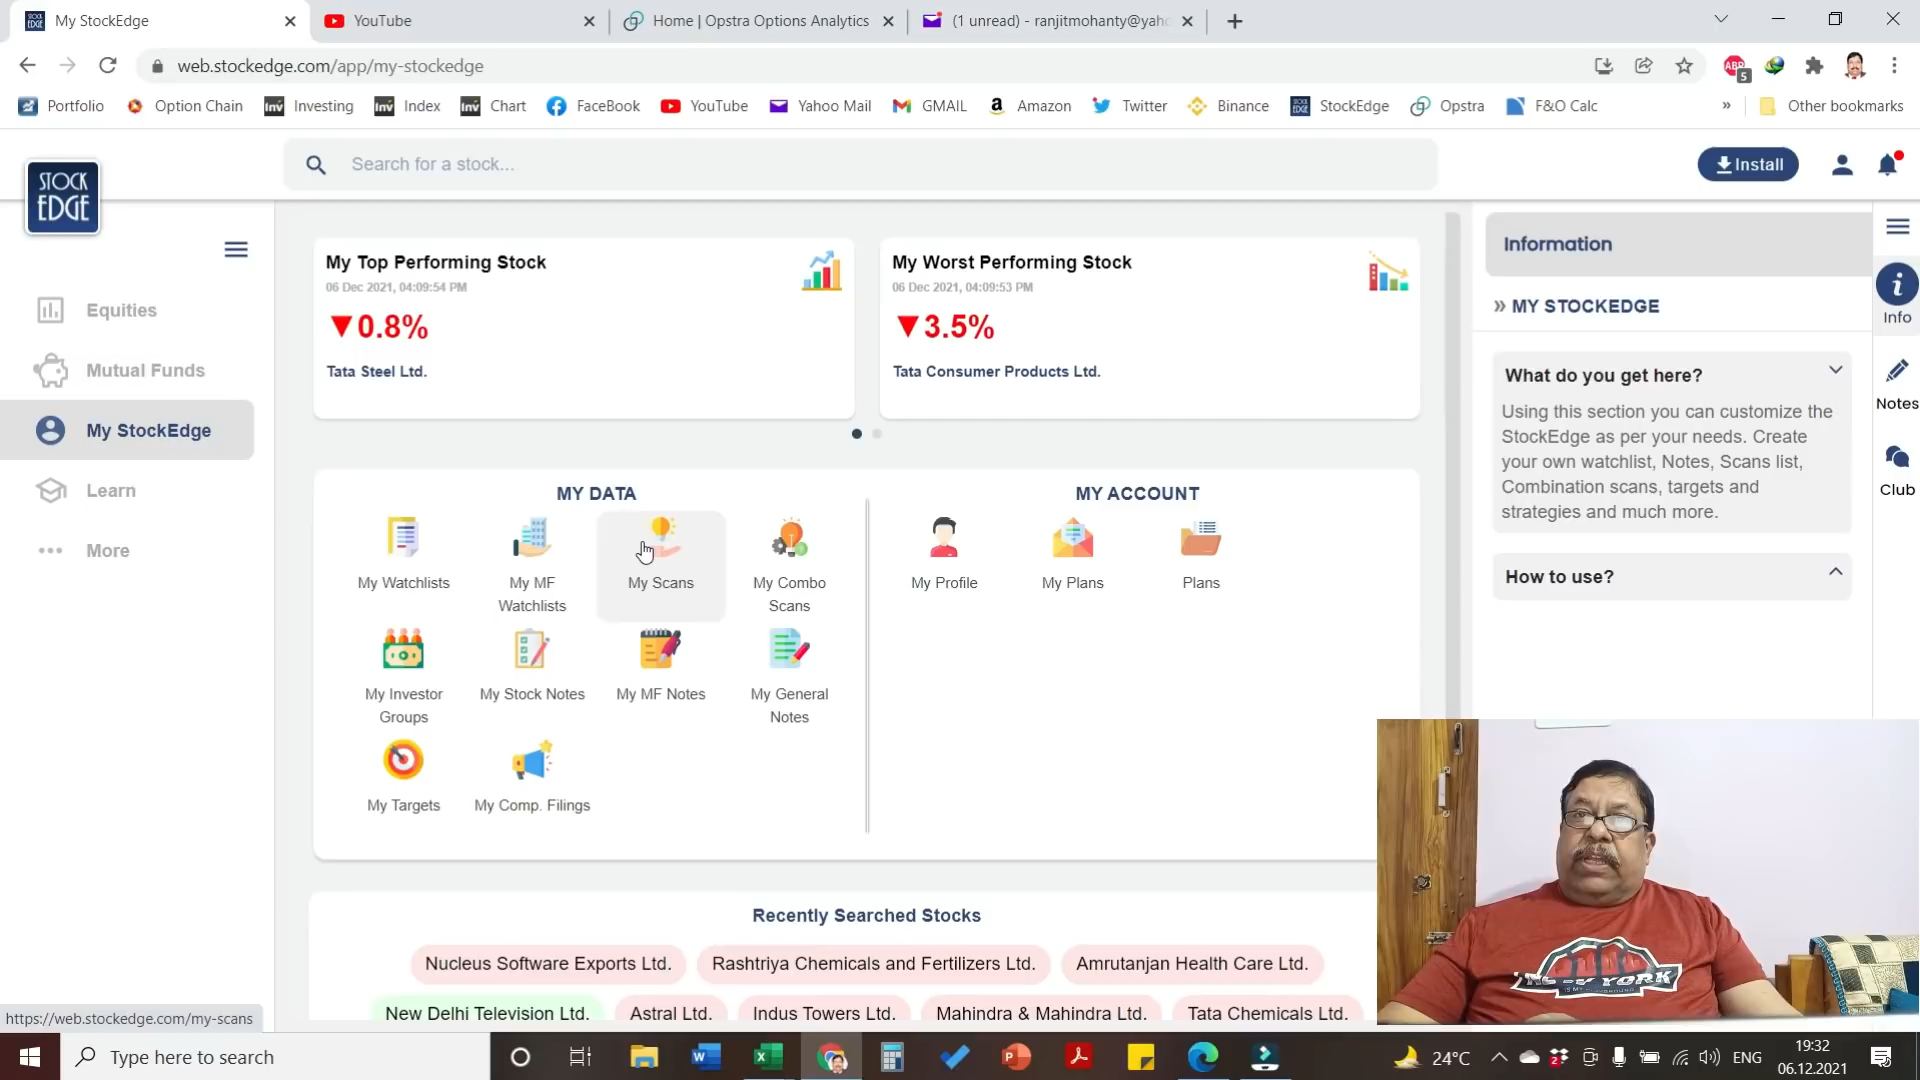 My StockEdge
YouTube
Home | Opstra Options Analytics
(1 unread) - ranjitmohanty@yaho
web.stockedge.com/app/my-stockedge
ABP
5
Portfolio
Option Chain
Inv Investing
Inv Index
Inv Chart
FaceBook
YouTube
Yahoo Mail
GMAIL
Amazon
Twitter
Binance
StockEdge
Opstra
F&O Calc
»
Other bookmarks
STOCK
EDGE
Search for a stock...
Install
Equities
Mutual Funds
My StockEdge
Learn
More
My Top Performing Stock
06 Dec 2021, 04:09:54 PM
▼0.8%
Tata Steel Ltd.
My Worst Performing Stock
06 Dec 2021, 04:09:53 PM
▼3.5%
Tata Consumer Products Ltd.
MY DATA
My Watchlists
My MF
Watchlists
My Scans
My Combo
Scans
My Investor
Groups
My Stock Notes
My MF Notes
My General
Notes
My Targets
My Comp. Filings
MY ACCOUNT
My Profile
My Plans
Plans
Recently Searched Stocks
Nucleus Software Exports Ltd.
Rashtriya Chemicals and Fertilizers Ltd.
Amrutanjan Health Care Ltd.
New Delhi Television Ltd.
Astral Ltd.
Indus Towers Ltd.
Mahindra & Mahindra Ltd.
Tata Chemicals Ltd.
Information
» MY STOCKEDGE
What do you get here?
Using this section you can customize the
StockEdge as per your needs. Create
your own watchlist, Notes, Scans list,
Combination scans, targets and
strategies and much more.
How to use?
Info
Notes
Club
https://web.stockedge.com/my-scans
Type here to search
24°C
ENG
19:32
06.12.2021